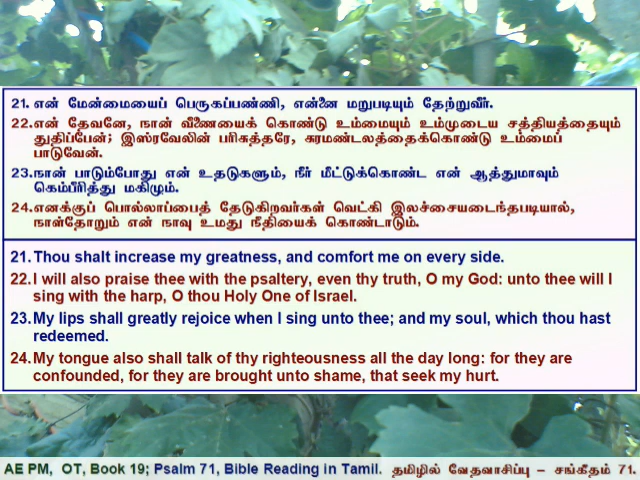 21. என் மேன்மையைப் பெருகப்பண்ணி, என்னை மறுபடியும் தேற்றுவீர்.
22. என் தேவனே, நான் வீணையைக் கொண்டு உம்மையும் உம்முடைய சத்தியத்தையும்
துதிப்பேன்; இஸ்ரவேலின் பரிசுத்தரே, சுரமண்டலத்தைக்கொண்டு உம்மைப்
பாடுவேன்.
23. நான் பாடும்போது என் உதடுகளும், நீர் மீட்டுக்கொண்ட என் ஆத்துமாவும்
கெம்பீரித்து மகிழும்.
24. எனக்குப் பொல்லாப்பைத் தேடுகிறவர்கள் வெட்கி இலச்சையடைந்தபடியால்,
நாள்தோறும் என் நாவு உமது நீதியைக் கொண்டாடும்.
21. Thou shalt increase my greatness, and comfort me on every side.
22. I will also praise thee with the psaltery, even thy truth, O my God: unto thee will I
sing with the harp, O thou Holy One of Israel.
23. My lips shall greatly rejoice when I sing unto thee; and my soul, which thou hast
redeemed.
24. My tongue also shall talk of thy righteousness all the day long: for they are
confounded, for they are brought unto shame, that seek my hurt.
AE PM, OT, Book 19; Psalm 71, Bible Reading in Tamil. தமிழில் வேதவாசிப்பு – சங்கீதம் 71.